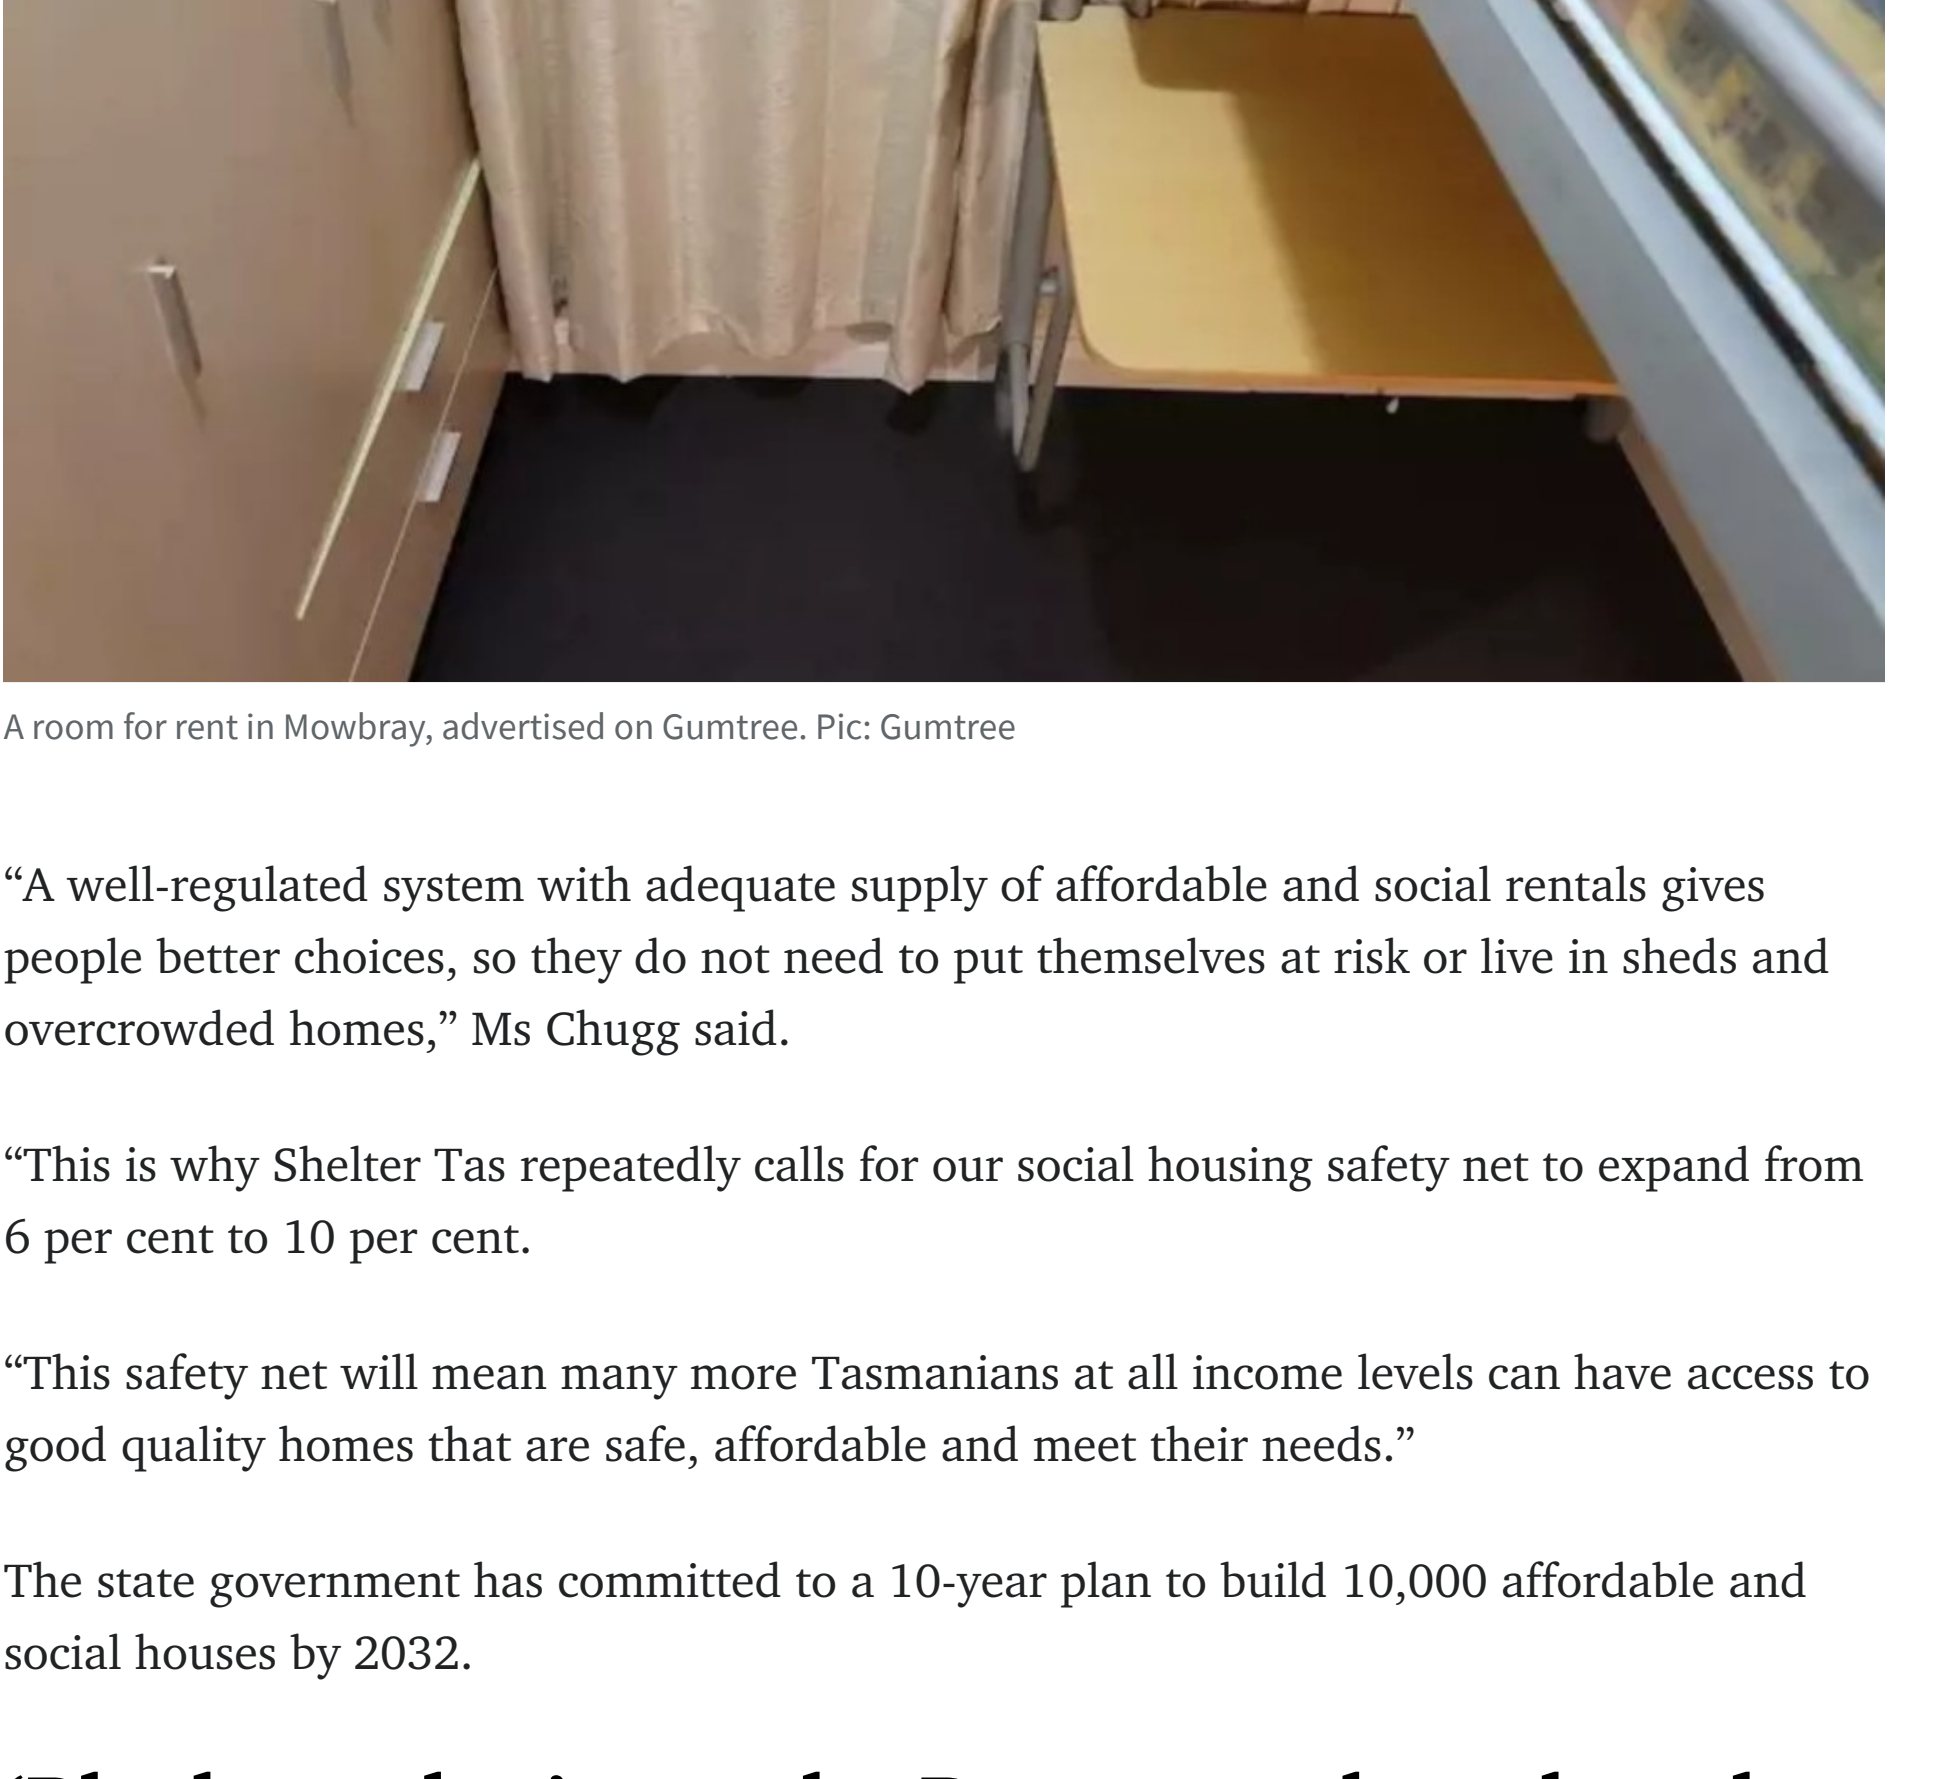 A room for rent in Mowbray, advertised on Gumtree. Pic: Gumtree
“A well-regulated system with adequate supply of affordable and social rentals gives
people better choices, so they do not need to put themselves at risk or live in sheds and
overcrowded homes,” Ms Chugg said.
“This is why Shelter Tas repeatedly calls for our social housing safety net to expand from
6 per cent to 10 per cent.
“This safety net will mean many more Tasmanians at all income levels can have access to
good quality homes that are safe, affordable and meet their needs.”
The state government has committed to a 10-year plan to build 10,000 affordable and
social houses by 2032.